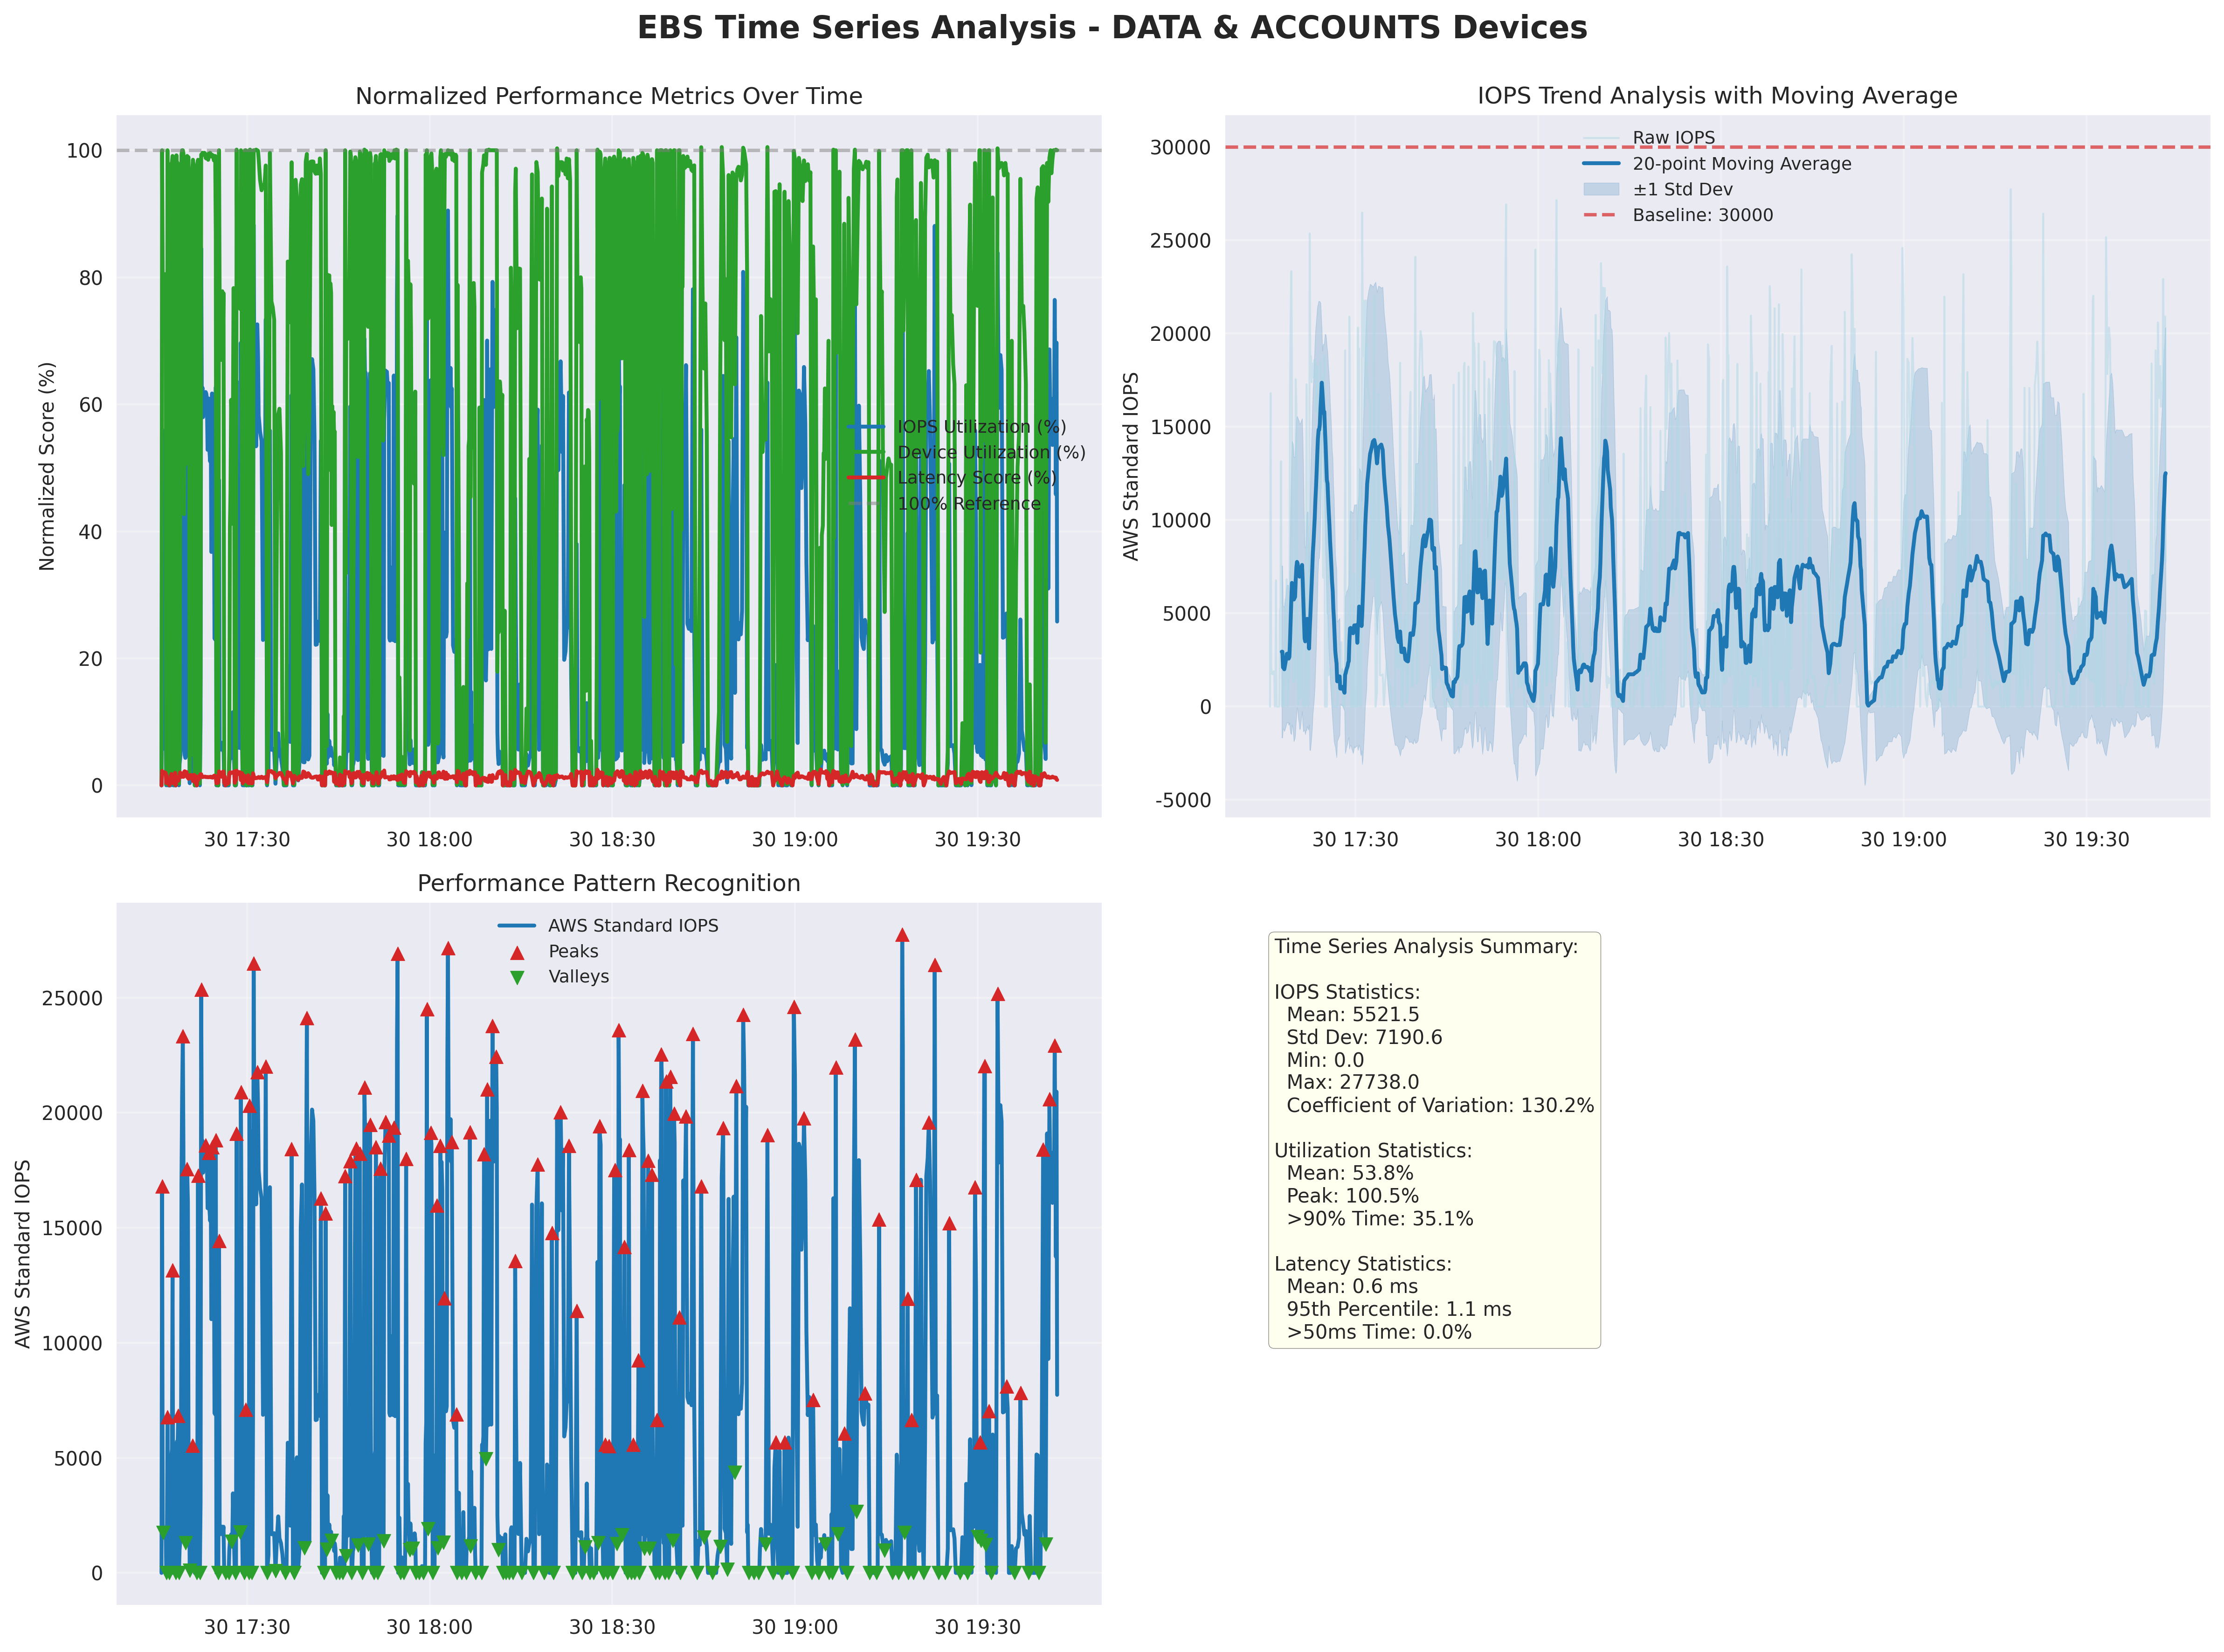 EBS Time Series Analysis - DATA & ACCOUNTS Devices
Normalized Performance Metrics Over Time
Normalized Score (%)
100
80
60
40
20
0
IOPS Utilization (%)
Device Utilization (%)
Latency Score (%)
100% Reference
30 17:30
30 18:00
30 18:30
30 19:00
30 19:30
IOPS Trend Analysis with Moving Average
AWS Standard IOPS
30000
25000
20000
15000
10000
5000
0
-5000
Raw IOPS
20-point Moving Average
±1 Std Dev
Baseline: 30000
30 17:30
30 18:00
30 18:30
30 19:00
30 19:30
Performance Pattern Recognition
AWS Standard IOPS
25000
20000
15000
10000
5000
0
AWS Standard IOPS
Peaks
Valleys
30 17:30
30 18:00
30 18:30
30 19:00
30 19:30
Time Series Analysis Summary:
IOPS Statistics:
Mean: 5521.5
Std Dev: 7190.6
Min: 0.0
Max: 27738.0
Coefficient of Variation: 130.2%
Utilization Statistics:
Mean: 53.8%
Peak: 100.5%
>90% Time: 35.1%
Latency Statistics:
Mean: 0.6 ms
95th Percentile: 1.1 ms
>50ms Time: 0.0%